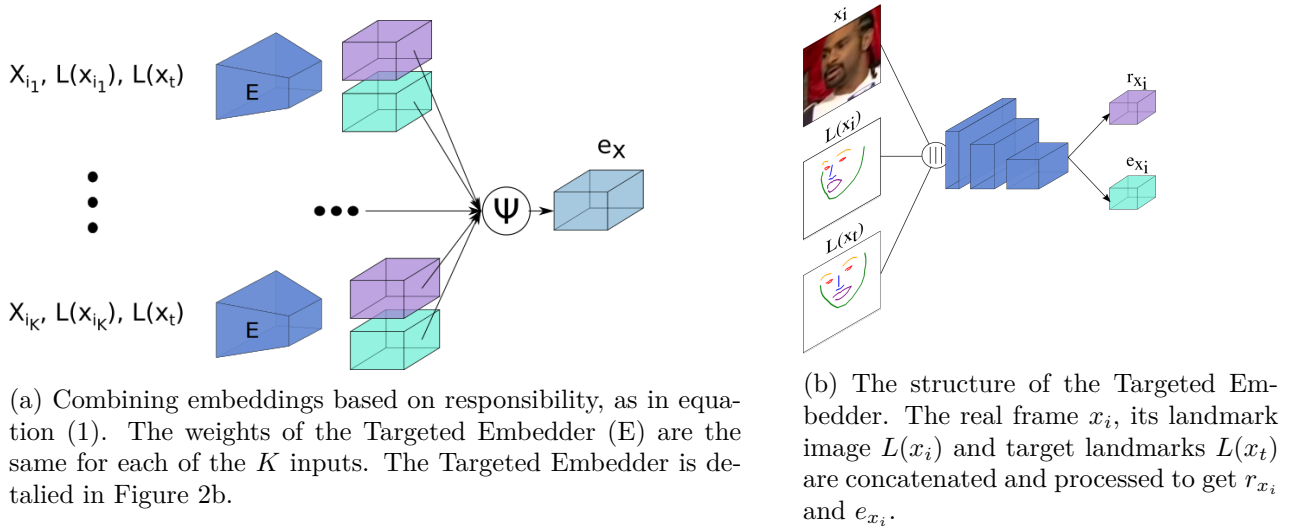 X_{i_1}, L(x_{i_1}), L(x_t)
E
X_{i_K}, L(x_{i_K}), L(x_t)
E
Ψ
e_x
(a) Combining embeddings based on responsibility, as in equa-
tion (1). The weights of the Targeted Embedder (E) are the
same for each of the K inputs. The Targeted Embedder is de-
talied in Figure 2b.
x_i
L(x_i)
L(x_t)
|||
r_{x_i}
e_{x_i}
(b) The structure of the Targeted Em-
bedder. The real frame x_i, its landmark
image L(x_i) and target landmarks L(x_t)
are concatenated and processed to get r_{x_i}
and e_{x_i}.